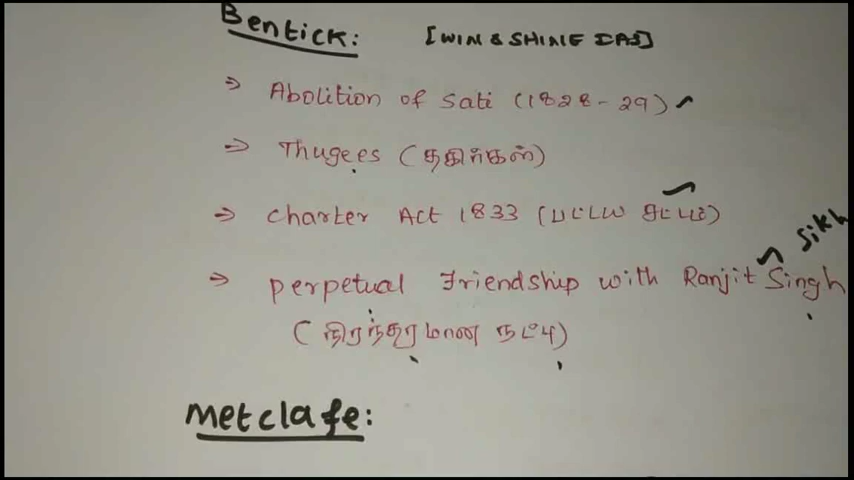 Bentick: [WIN & SHINE IAS]
⇒ Abolition of Sati (1828-29)
⇒ Thugees (தகிர்கள்)
⇒ Charter Act 1833 (பட்டய சட்டம்)
⇒ Perpetual Friendship with Ranjit Singh Sikh
(நிரந்தரமான நட்பு)
Metclafe: